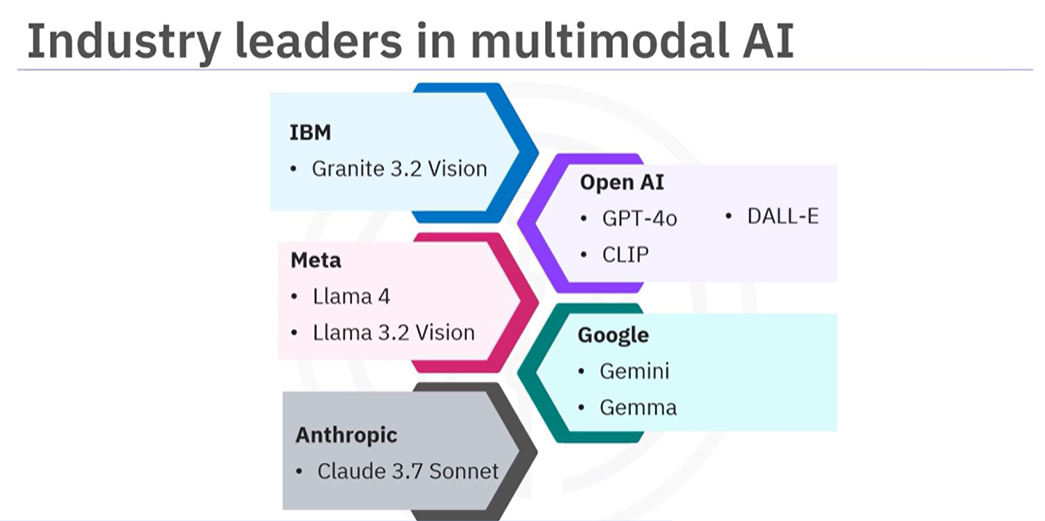 Industry leaders in multimodal AI
IBM
• Granite 3.2 Vision
Open AI
• GPT-4o • DALL-E
• CLIP
Meta
• Llama 4
• Llama 3.2 Vision
Google
• Gemini
• Gemma
Anthropic
• Claude 3.7 Sonnet